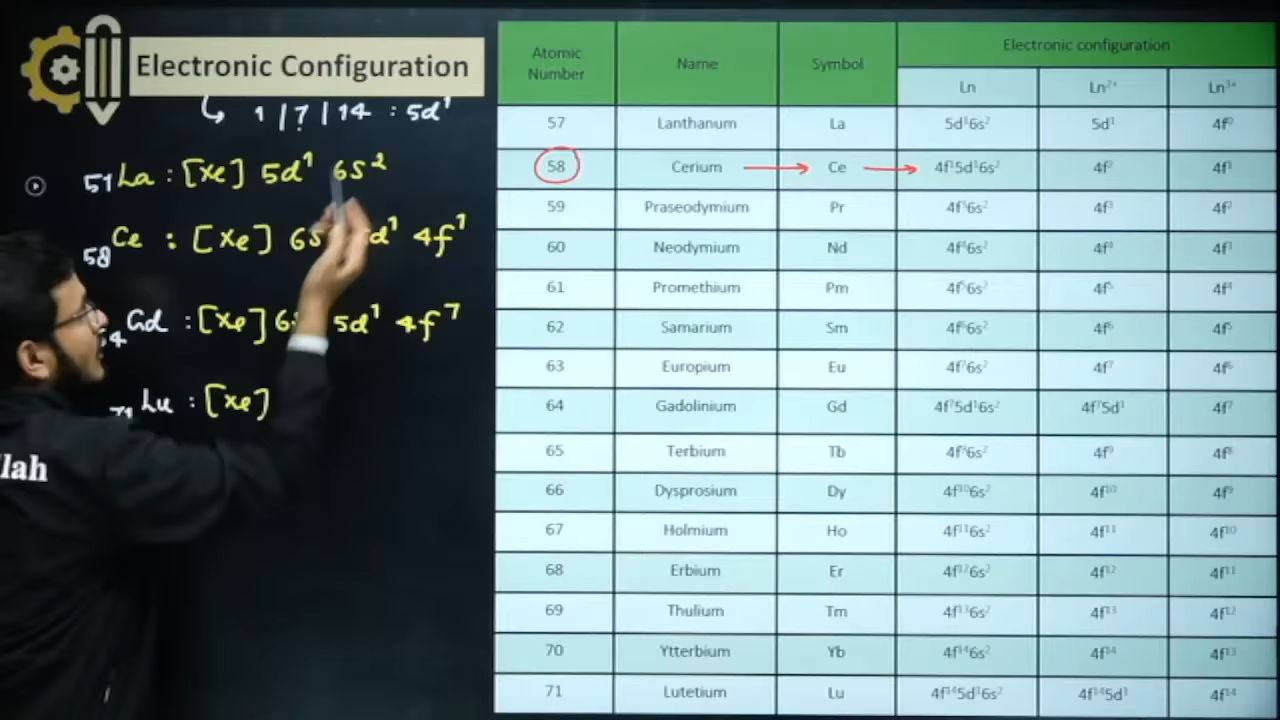 Electronic Configuration
↳ 1 | 7 | 14 : 5d¹
57La : [Xe] 5d¹ 6s²
58Ce : [Xe] 6s d¹ 4f¹
4Gd : [Xe] 6s 5d¹ 4f⁷
71Lu : [Xe]
llah
Atomic Number Name Symbol Electronic configuration
Ln Ln²⁺ Ln³⁺
57 Lanthanum La 5d¹6s² 5d¹ 4f⁰
58 Cerium → Ce → 4f¹5d¹6s² 4f² 4f¹
59 Praseodymium Pr 4f³6s² 4f³ 4f²
60 Neodymium Nd 4f⁴6s² 4f⁴ 4f³
61 Promethium Pm 4f⁵6s² 4f⁵ 4f⁴
62 Samarium Sm 4f⁶6s² 4f⁶ 4f⁵
63 Europium Eu 4f⁷6s² 4f⁷ 4f⁶
64 Gadolinium Gd 4f⁷5d¹6s² 4f⁷5d¹ 4f⁷
65 Terbium Tb 4f⁹6s² 4f⁹ 4f⁸
66 Dysprosium Dy 4f¹⁰6s² 4f¹⁰ 4f⁹
67 Holmium Ho 4f¹¹6s² 4f¹¹ 4f¹⁰
68 Erbium Er 4f¹²6s² 4f¹² 4f¹¹
69 Thulium Tm 4f¹³6s² 4f¹³ 4f¹²
70 Ytterbium Yb 4f¹⁴6s² 4f¹⁴ 4f¹³
71 Lutetium Lu 4f¹⁴5d¹6s² 4f¹⁴5d¹ 4f¹⁴